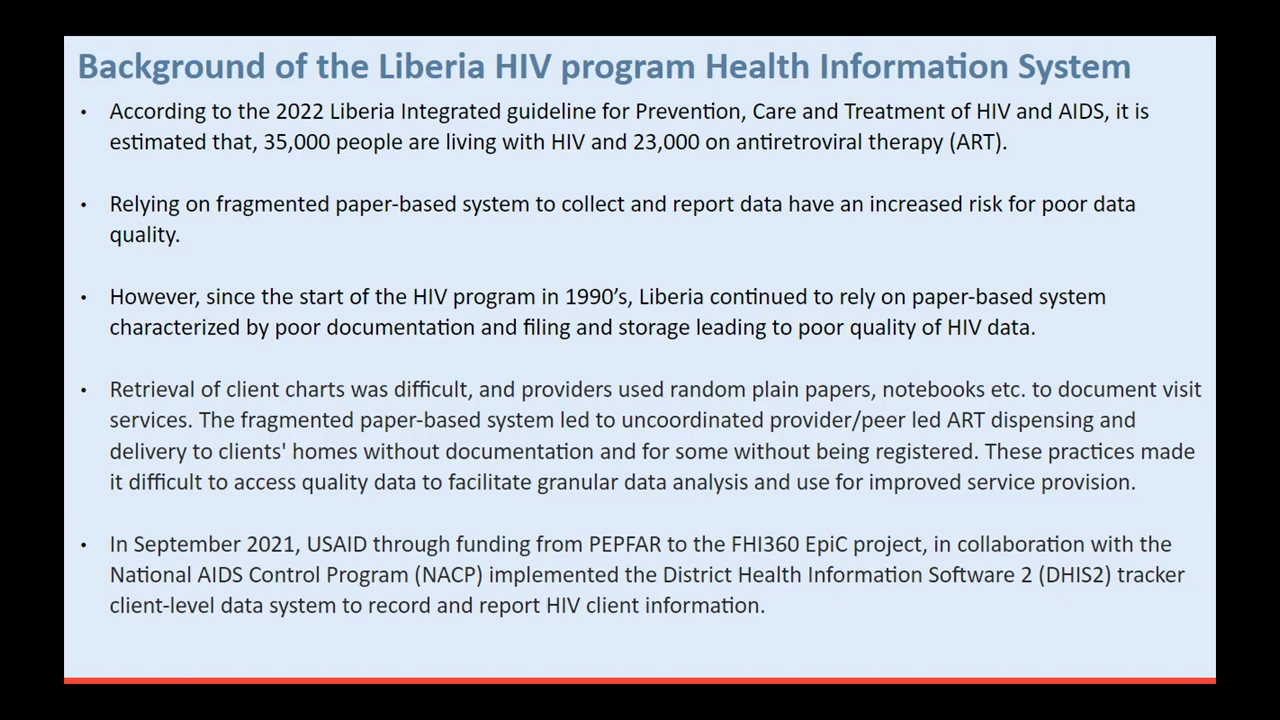 Background of the Liberia HIV program Health Information System
• According to the 2022 Liberia Integrated guideline for Prevention, Care and Treatment of HIV and AIDS, it is
estimated that, 35,000 people are living with HIV and 23,000 on antiretroviral therapy (ART).
• Relying on fragmented paper-based system to collect and report data have an increased risk for poor data
quality.
• However, since the start of the HIV program in 1990’s, Liberia continued to rely on paper-based system
characterized by poor documentation and filing and storage leading to poor quality of HIV data.
• Retrieval of client charts was difficult, and providers used random plain papers, notebooks etc. to document visit
services. The fragmented paper-based system led to uncoordinated provider/peer led ART dispensing and
delivery to clients' homes without documentation and for some without being registered. These practices made
it difficult to access quality data to facilitate granular data analysis and use for improved service provision.
• In September 2021, USAID through funding from PEPFAR to the FHI360 EpiC project, in collaboration with the
National AIDS Control Program (NACP) implemented the District Health Information Software 2 (DHIS2) tracker
client-level data system to record and report HIV client information.